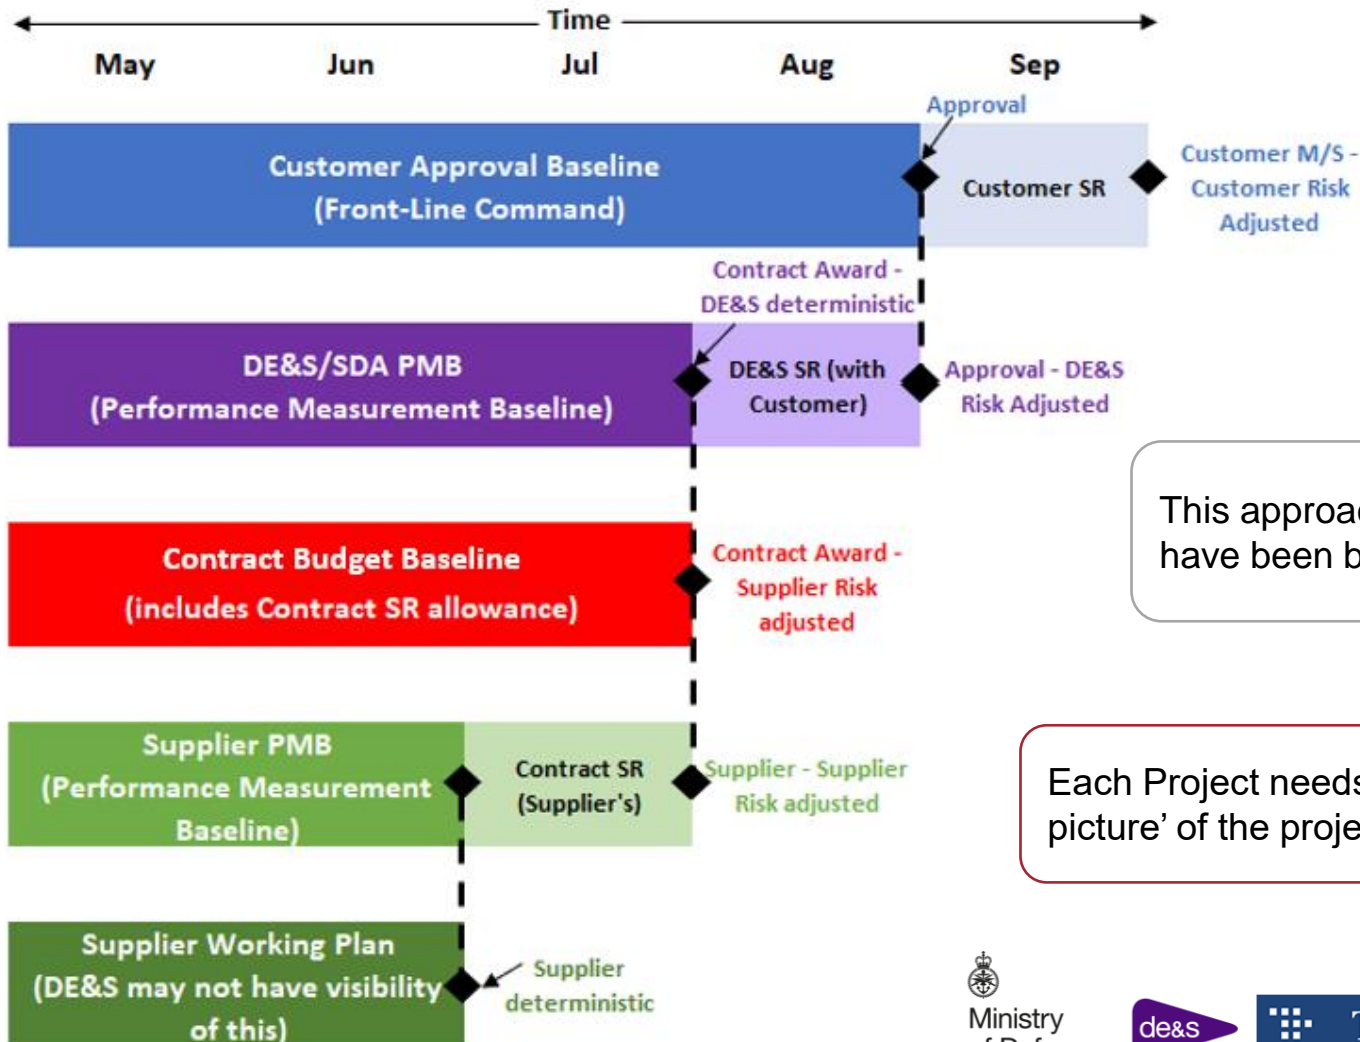 Time
May Jun Jul Aug Sep
Approval
Customer Approval Baseline
(Front-Line Command)
Customer SR
Customer M/S -
Customer Risk
Adjusted
Contract Award -
DE&S deterministic
DE&S/SDA PMB
(Performance Measurement Baseline)
DE&S SR (with
Customer)
Approval - DE&S
Risk Adjusted
This approac
have been b
Contract Budget Baseline
(includes Contract SR allowance)
Contract Award -
Supplier Risk
adjusted
Supplier PMB
(Performance Measurement
Baseline)
Contract SR
(Supplier's)
Supplier - Supplier
Risk adjusted
Each Project needs
picture’ of the proje
Supplier Working Plan
(DE&S may not have visibility
of this)
Supplier
deterministic
Ministry
de&s